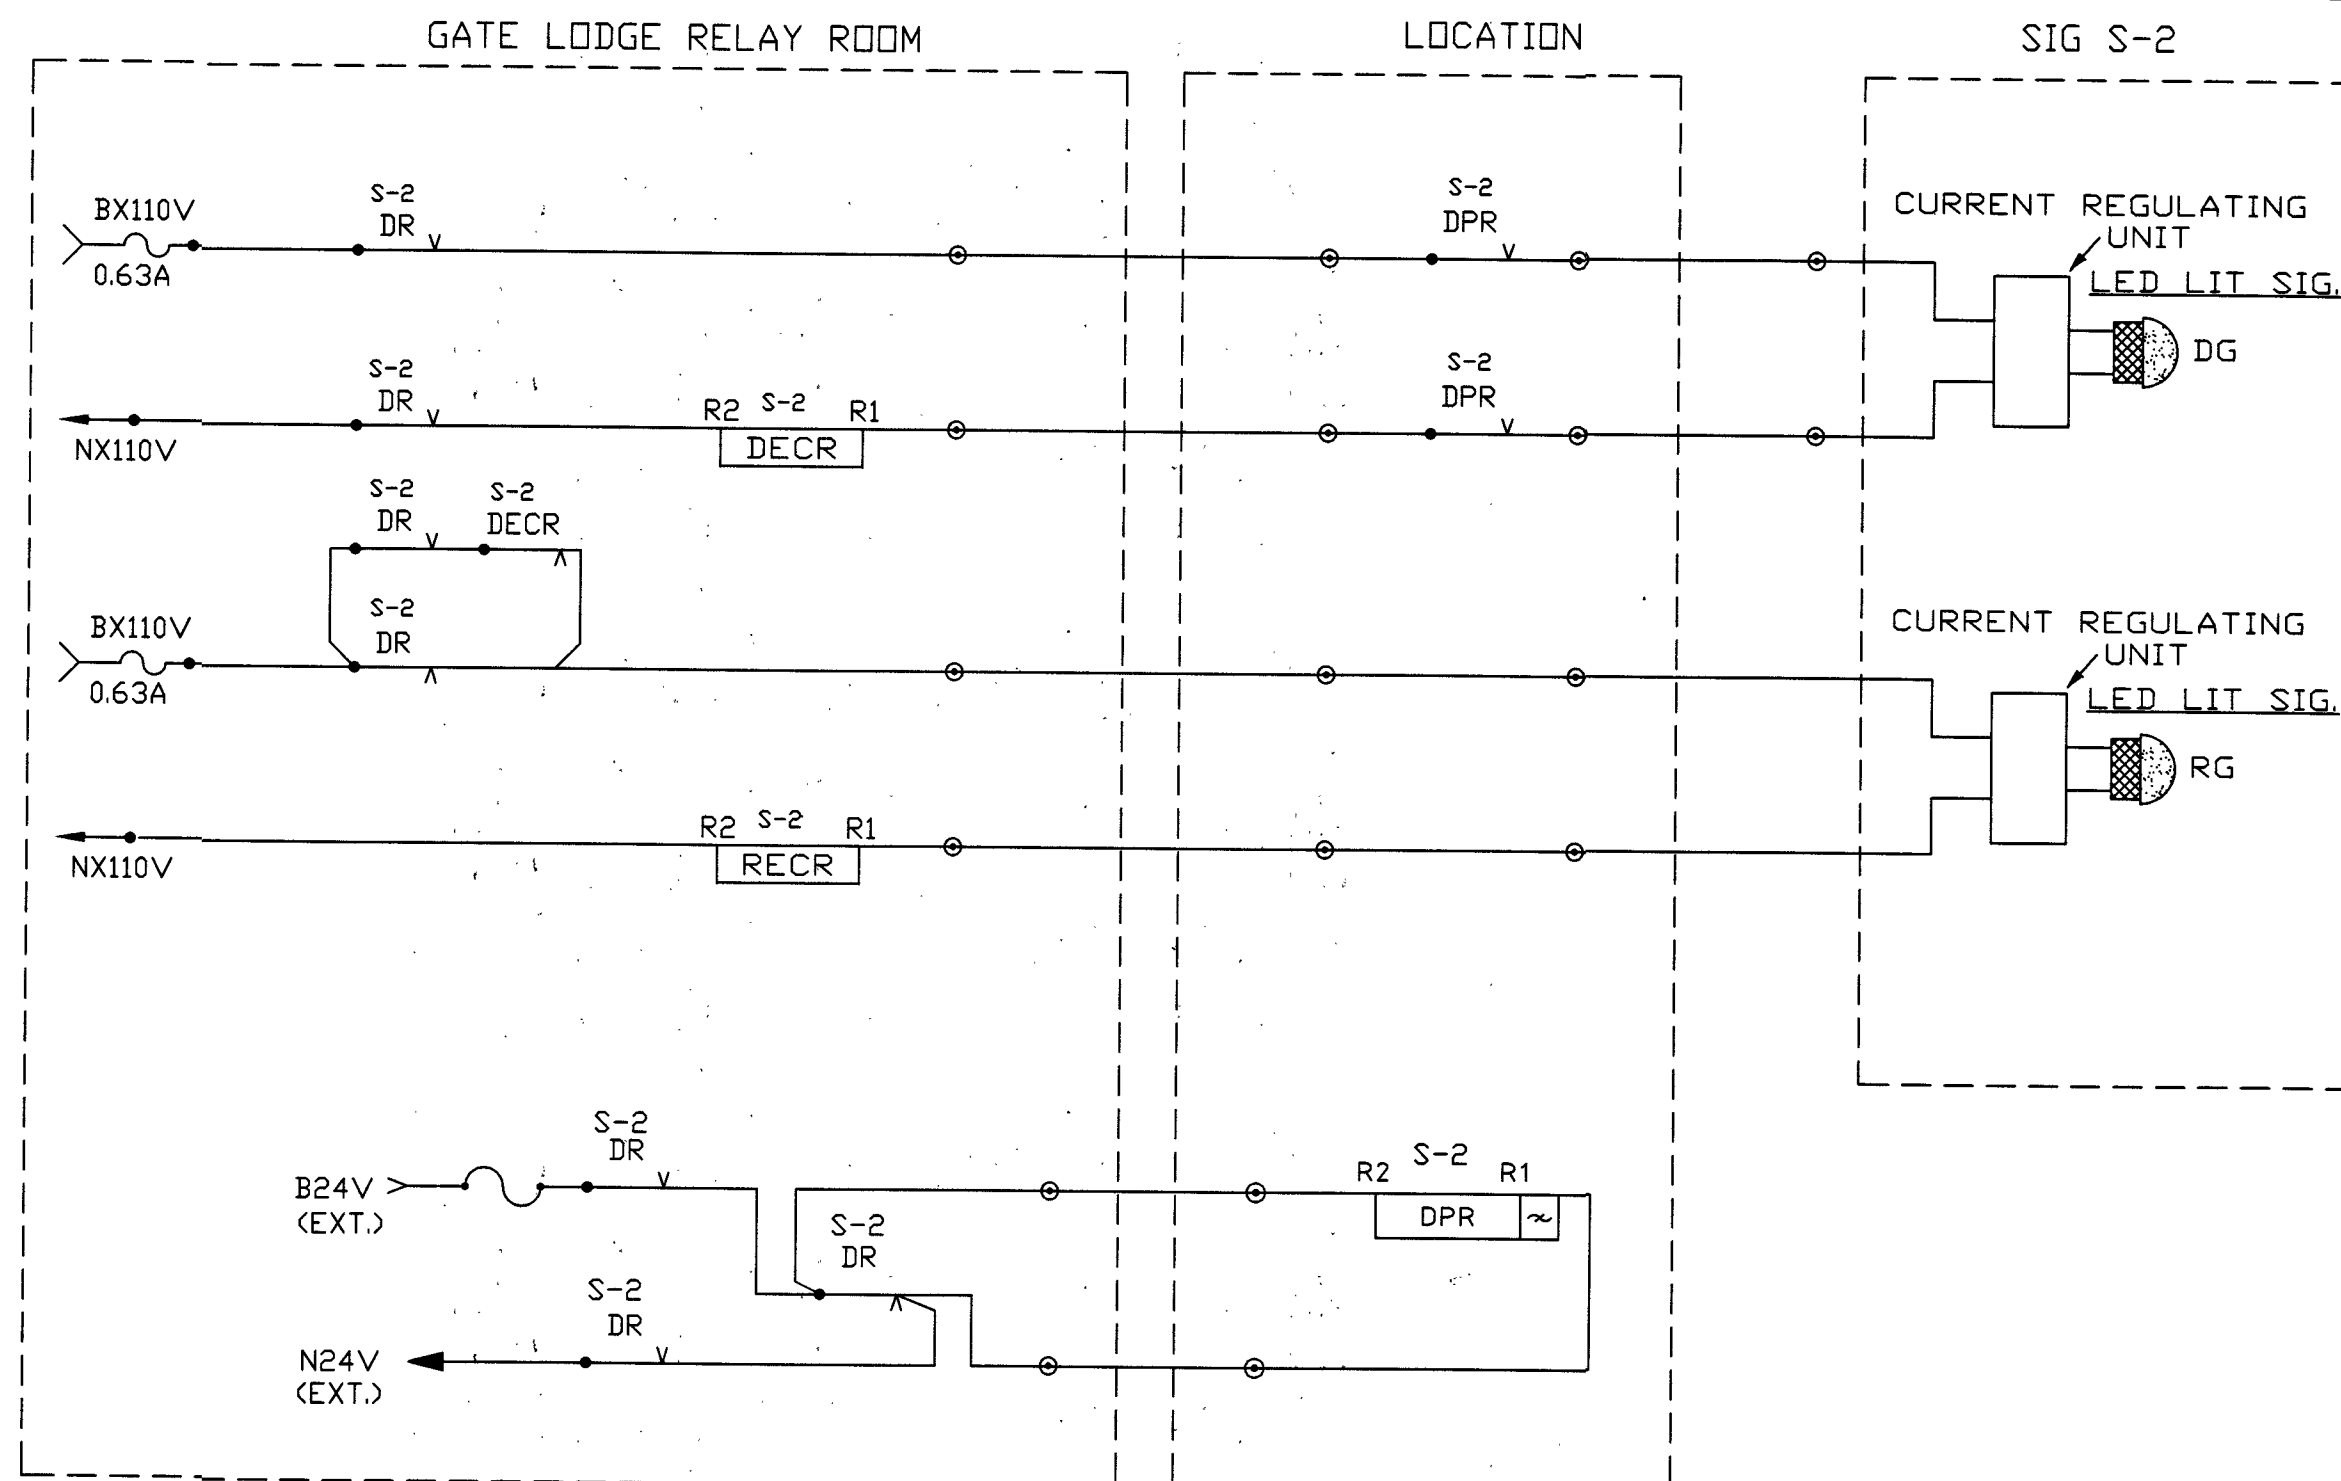 GATE LODGE RELAY ROOM
LOCATION
SIG S-2
S-2
DR
BX110V
0.63A
S-2
DPR
CURRENT REGULATING
UNIT
LED LIT SIG.
DG
S-2
DR
NX110V
R2 S-2 R1
DECR
S-2
DPR
S-2
DR
S-2
DECR
S-2
DR
BX110V
0.63A
CURRENT REGULATING
UNIT
LED LIT SIG.
RG
NX110V
R2 S-2 R1
RECR
S-2
DR
B24V
(EXT.)
S-2
DR
R2 S-2 R1
DPR ~
S-2
DR
N24V
(EXT.)